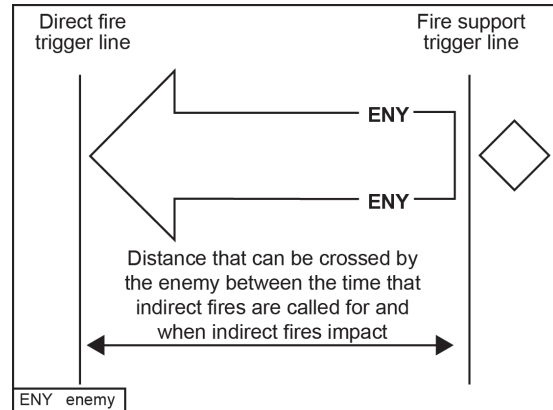 Direct fire
trigger line
Fire support
trigger line
ENY
ENY
Distance that can be crossed by
the enemy between the time that
indirect fires are called for and
when indirect fires impact
ENY enemy